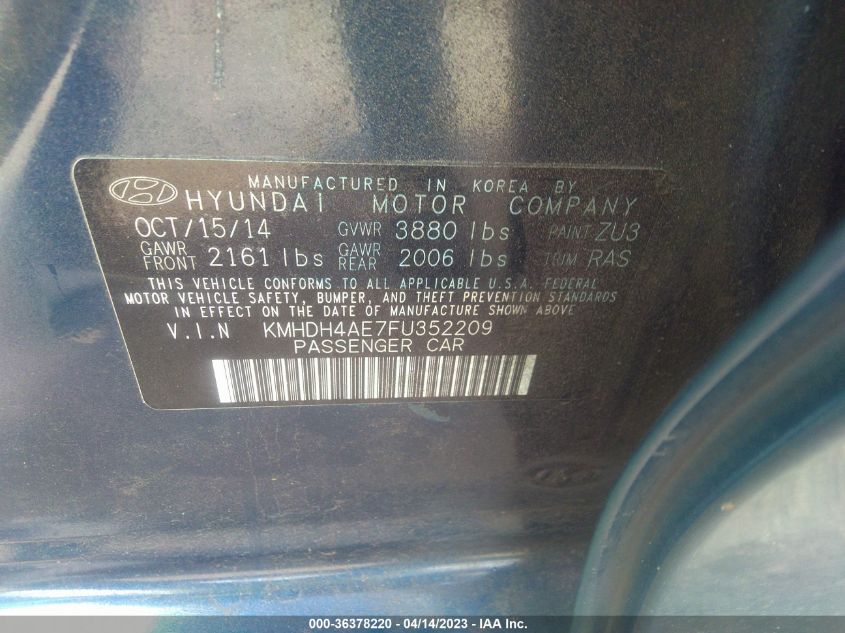 MANUFACTURED IN KOREA BY
HYUNDAI MOTOR COMPANY
OCT/15/14 GVWR 3880 lbs PAINT ZU3
GAWR FRONT 2161 lbs GAWR REAR 2006 lbs TRIM RAS
THIS VEHICLE CONFORMS TO ALL APPLICABLE U.S.A. FEDERAL
MOTOR VEHICLE SAFETY, BUMPER, AND THEFT PREVENTION STANDARDS
IN EFFECT ON THE DATE OF MANUFACTURE SHOWN ABOVE
V.I.N KMHDH4AE7FU352209
PASSENGER CAR
000-36378220 - 04/14/2023 - IAA Inc.